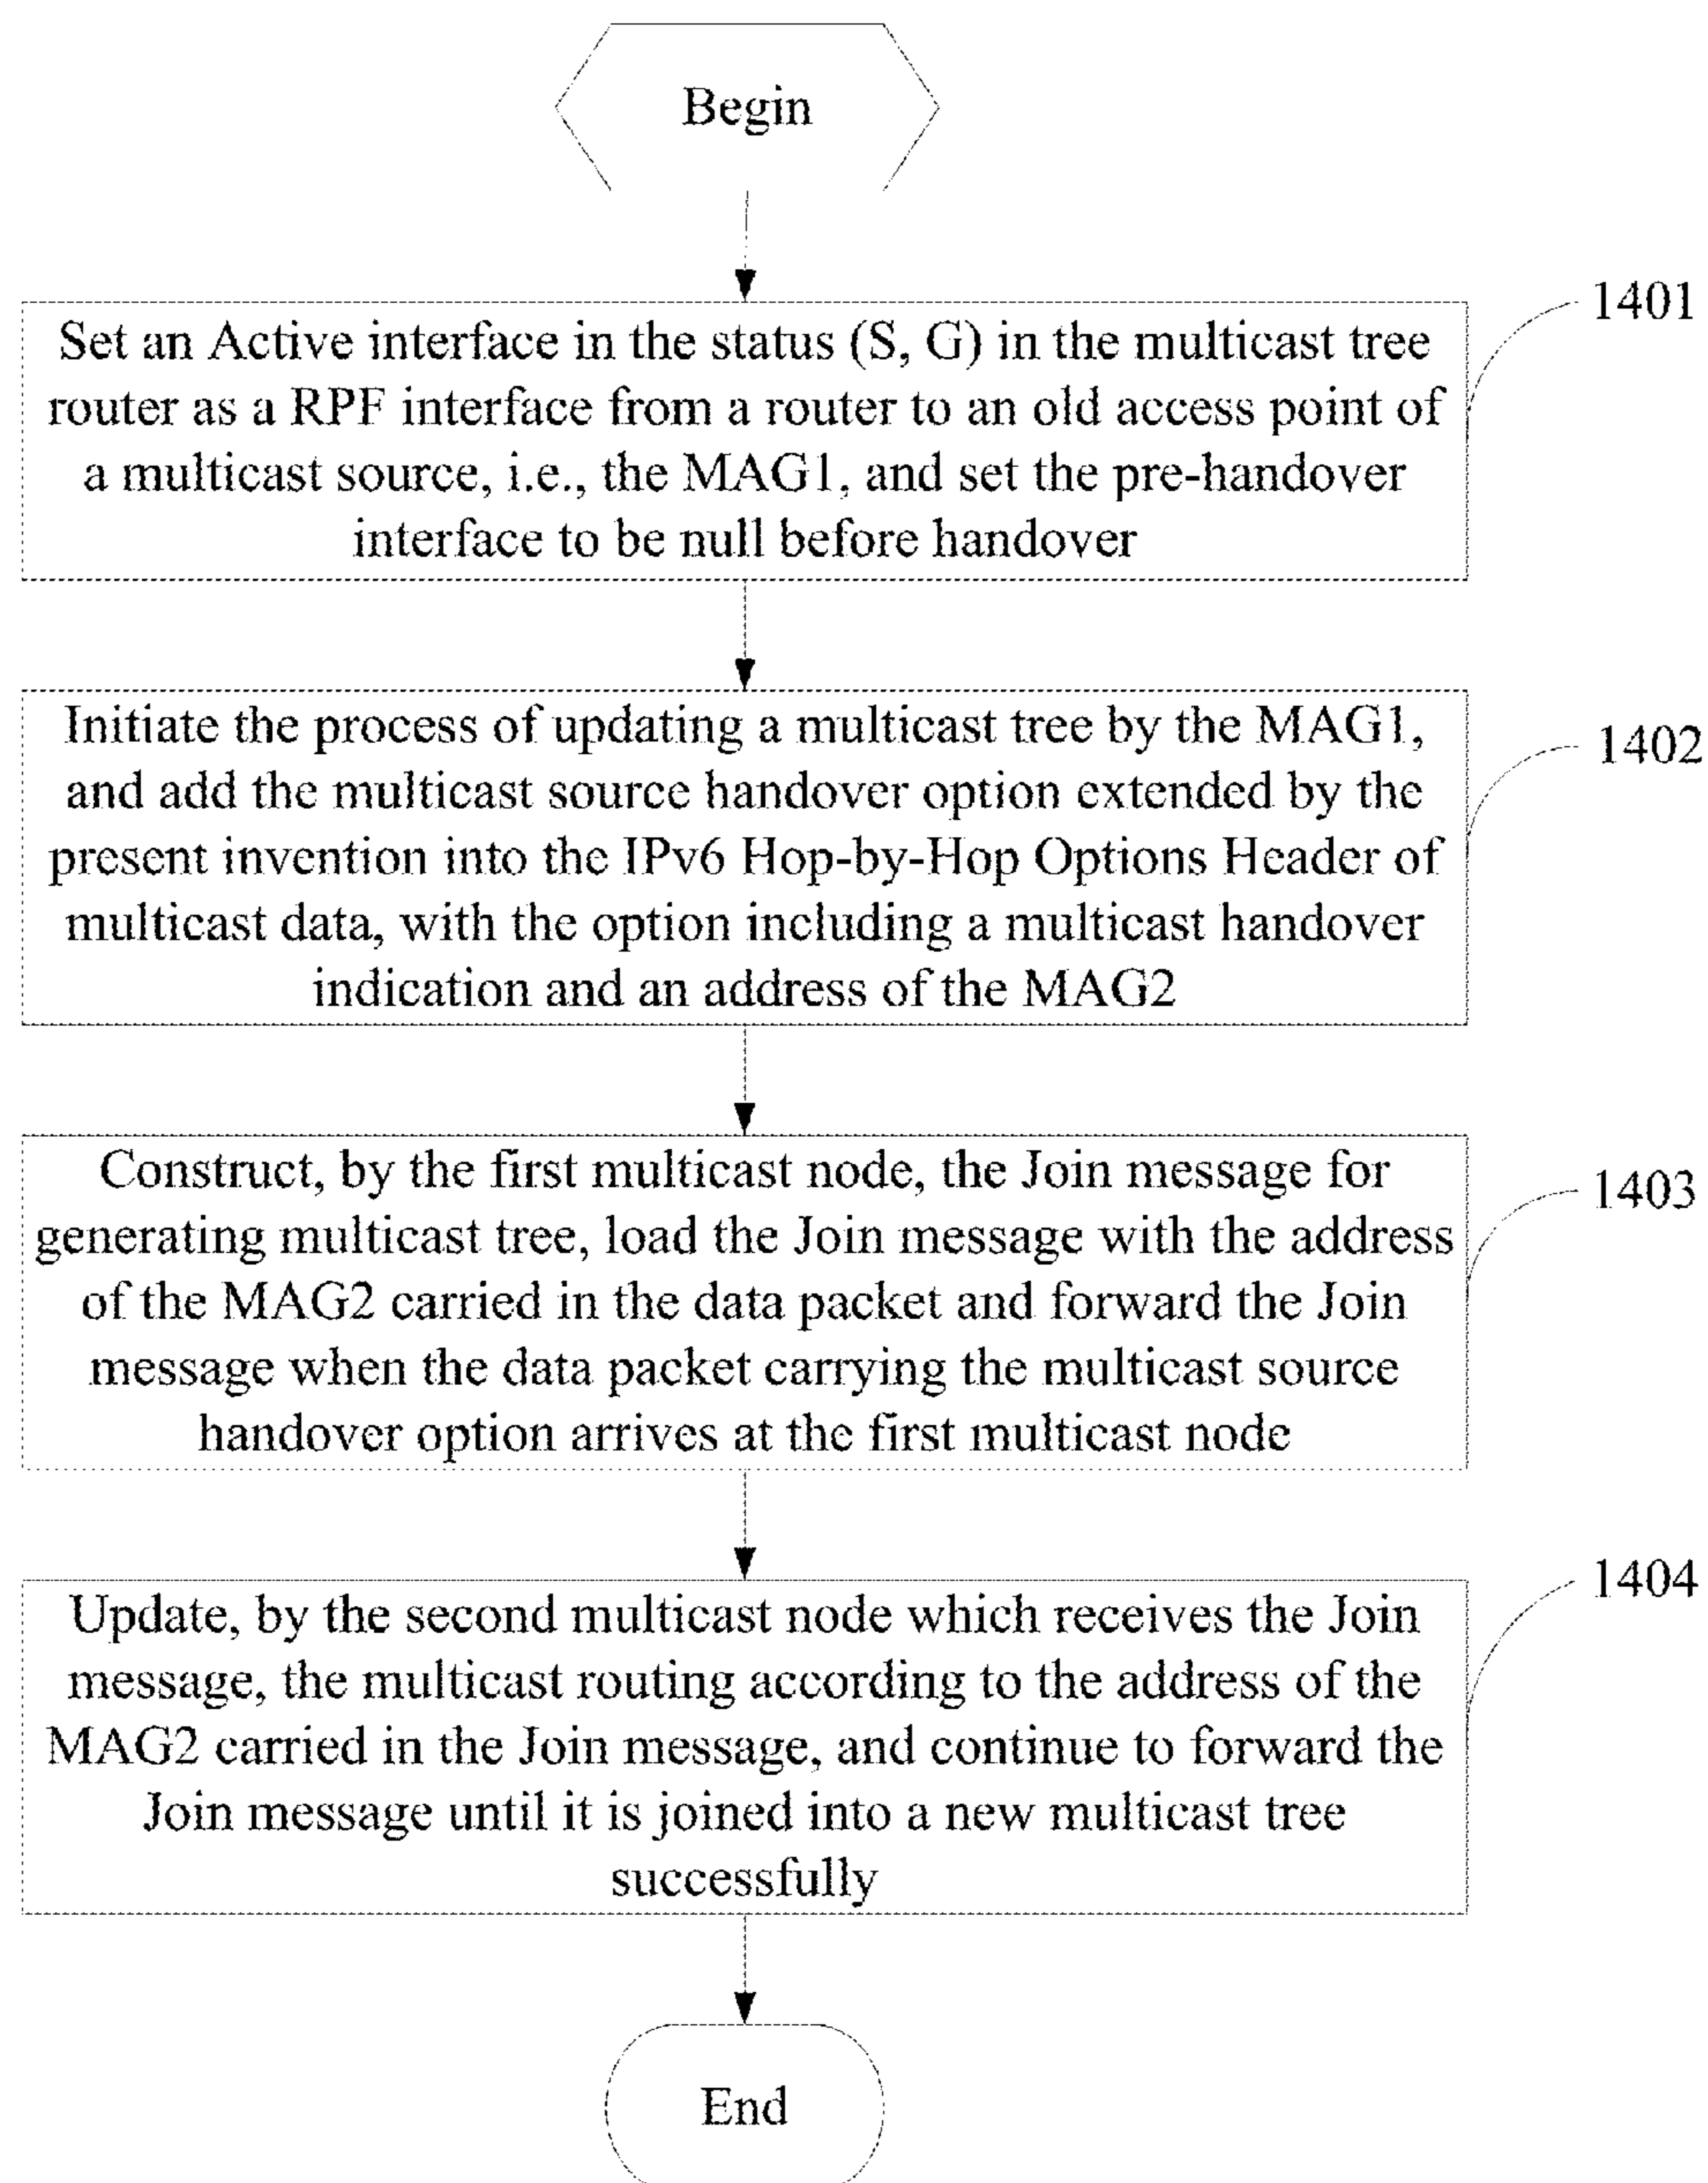 Begin
1401
Set an Active interface in the status (S, G) in the multicast tree
router as a RPF interface from a router to an old access point of
a multicast source, i.e., the MAG1, and set the pre-handover
interface to be null before handover
1402
Initiate the process of updating a multicast tree by the MAG1,
and add the multicast source handover option extended by the
present invention into the IPv6 Hop-by-Hop Options Header of
multicast data, with the option including a multicast handover
indication and an address of the MAG2
1403
Construct, by the first multicast node, the Join message for
generating multicast tree, load the Join message with the address
of the MAG2 carried in the data packet and forward the Join
message when the data packet carrying the multicast source
handover option arrives at the first multicast node
1404
Update, by the second multicast node which receives the Join
message, the multicast routing according to the address of the
MAG2 carried in the Join message, and continue to forward the
Join message until it is joined into a new multicast tree
successfully
End